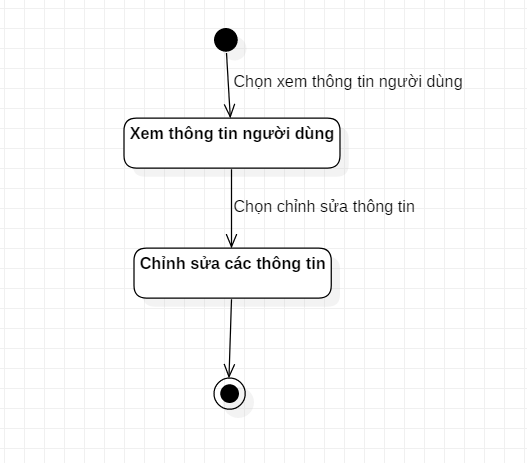 Chọn xem thông tin người dùng
Xem thông tin người dùng
Chọn chỉnh sửa thông tin
Chỉnh sửa các thông tin